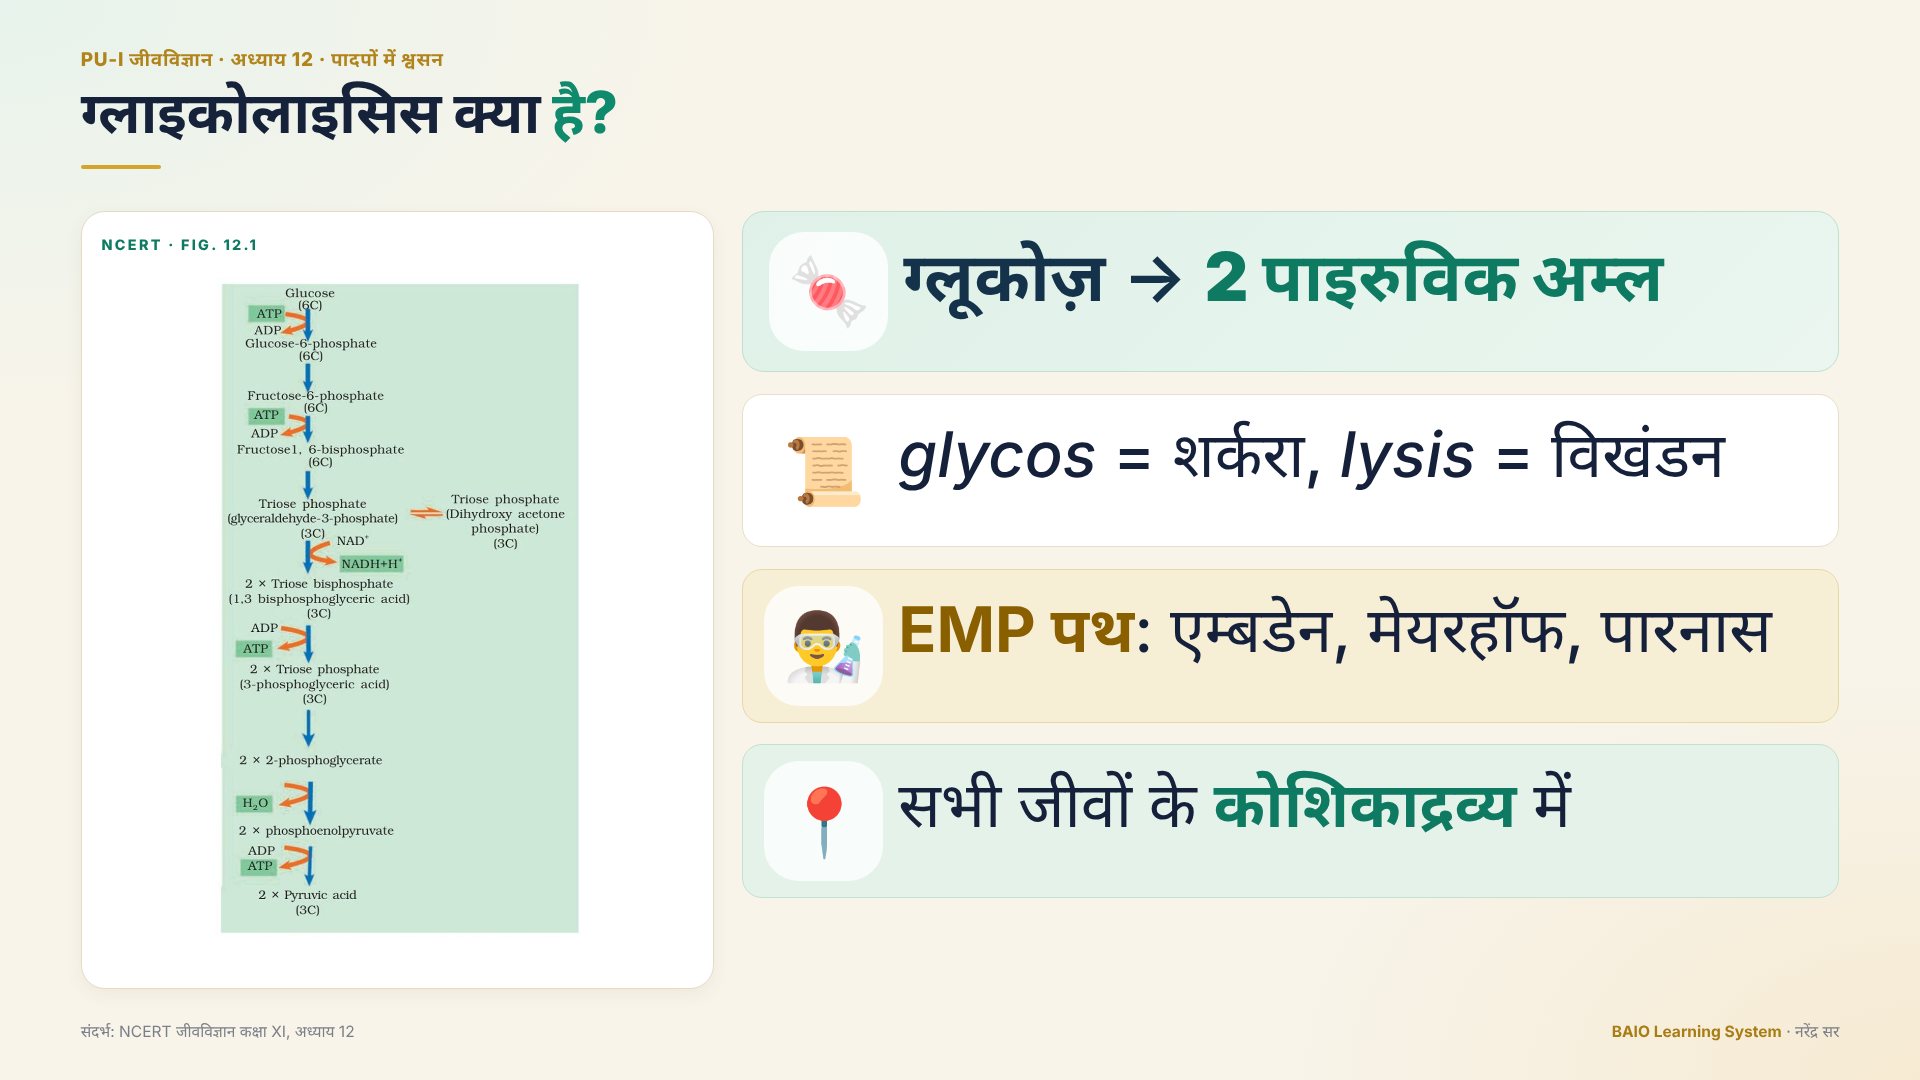 PU-I जीवविज्ञान · अध्याय 12 · पादपों में श्वसन
ग्लाइकोलाइसिस क्या है?
NCERT · FIG. 12.1
Glucose
(6C)
ATP
ADP
Glucose-6-phosphate
(6C)
Fructose-6-phosphate
(6C)
ATP
ADP
Fructose1, 6-bisphosphate
(6C)
Triose phosphate
(glyceraldehyde-3-phosphate)
(3C)
Triose phosphate
(Dihydroxy acetone
phosphate)
(3C)
NAD⁺
NADH+H⁺
2 × Triose bisphosphate
(1,3 bisphosphoglyceric acid)
(3C)
ADP
ATP
2 × Triose phosphate
(3-phosphoglyceric acid)
(3C)
2 × 2-phosphoglycerate
H₂O
2 × phosphoenolpyruvate
ADP
ATP
2 × Pyruvic acid
(3C)
ग्लूकोज़ → 2 पाइरुविक अम्ल
glycos = शर्करा, lysis = विखंडन
EMP पथ: एम्बडेन, मेयरहॉफ, पारनास
सभी जीवों के कोशिकाद्रव्य में
संदर्भ: NCERT जीवविज्ञान कक्षा XI, अध्याय 12
BAIO Learning System · नरेंद्र सर